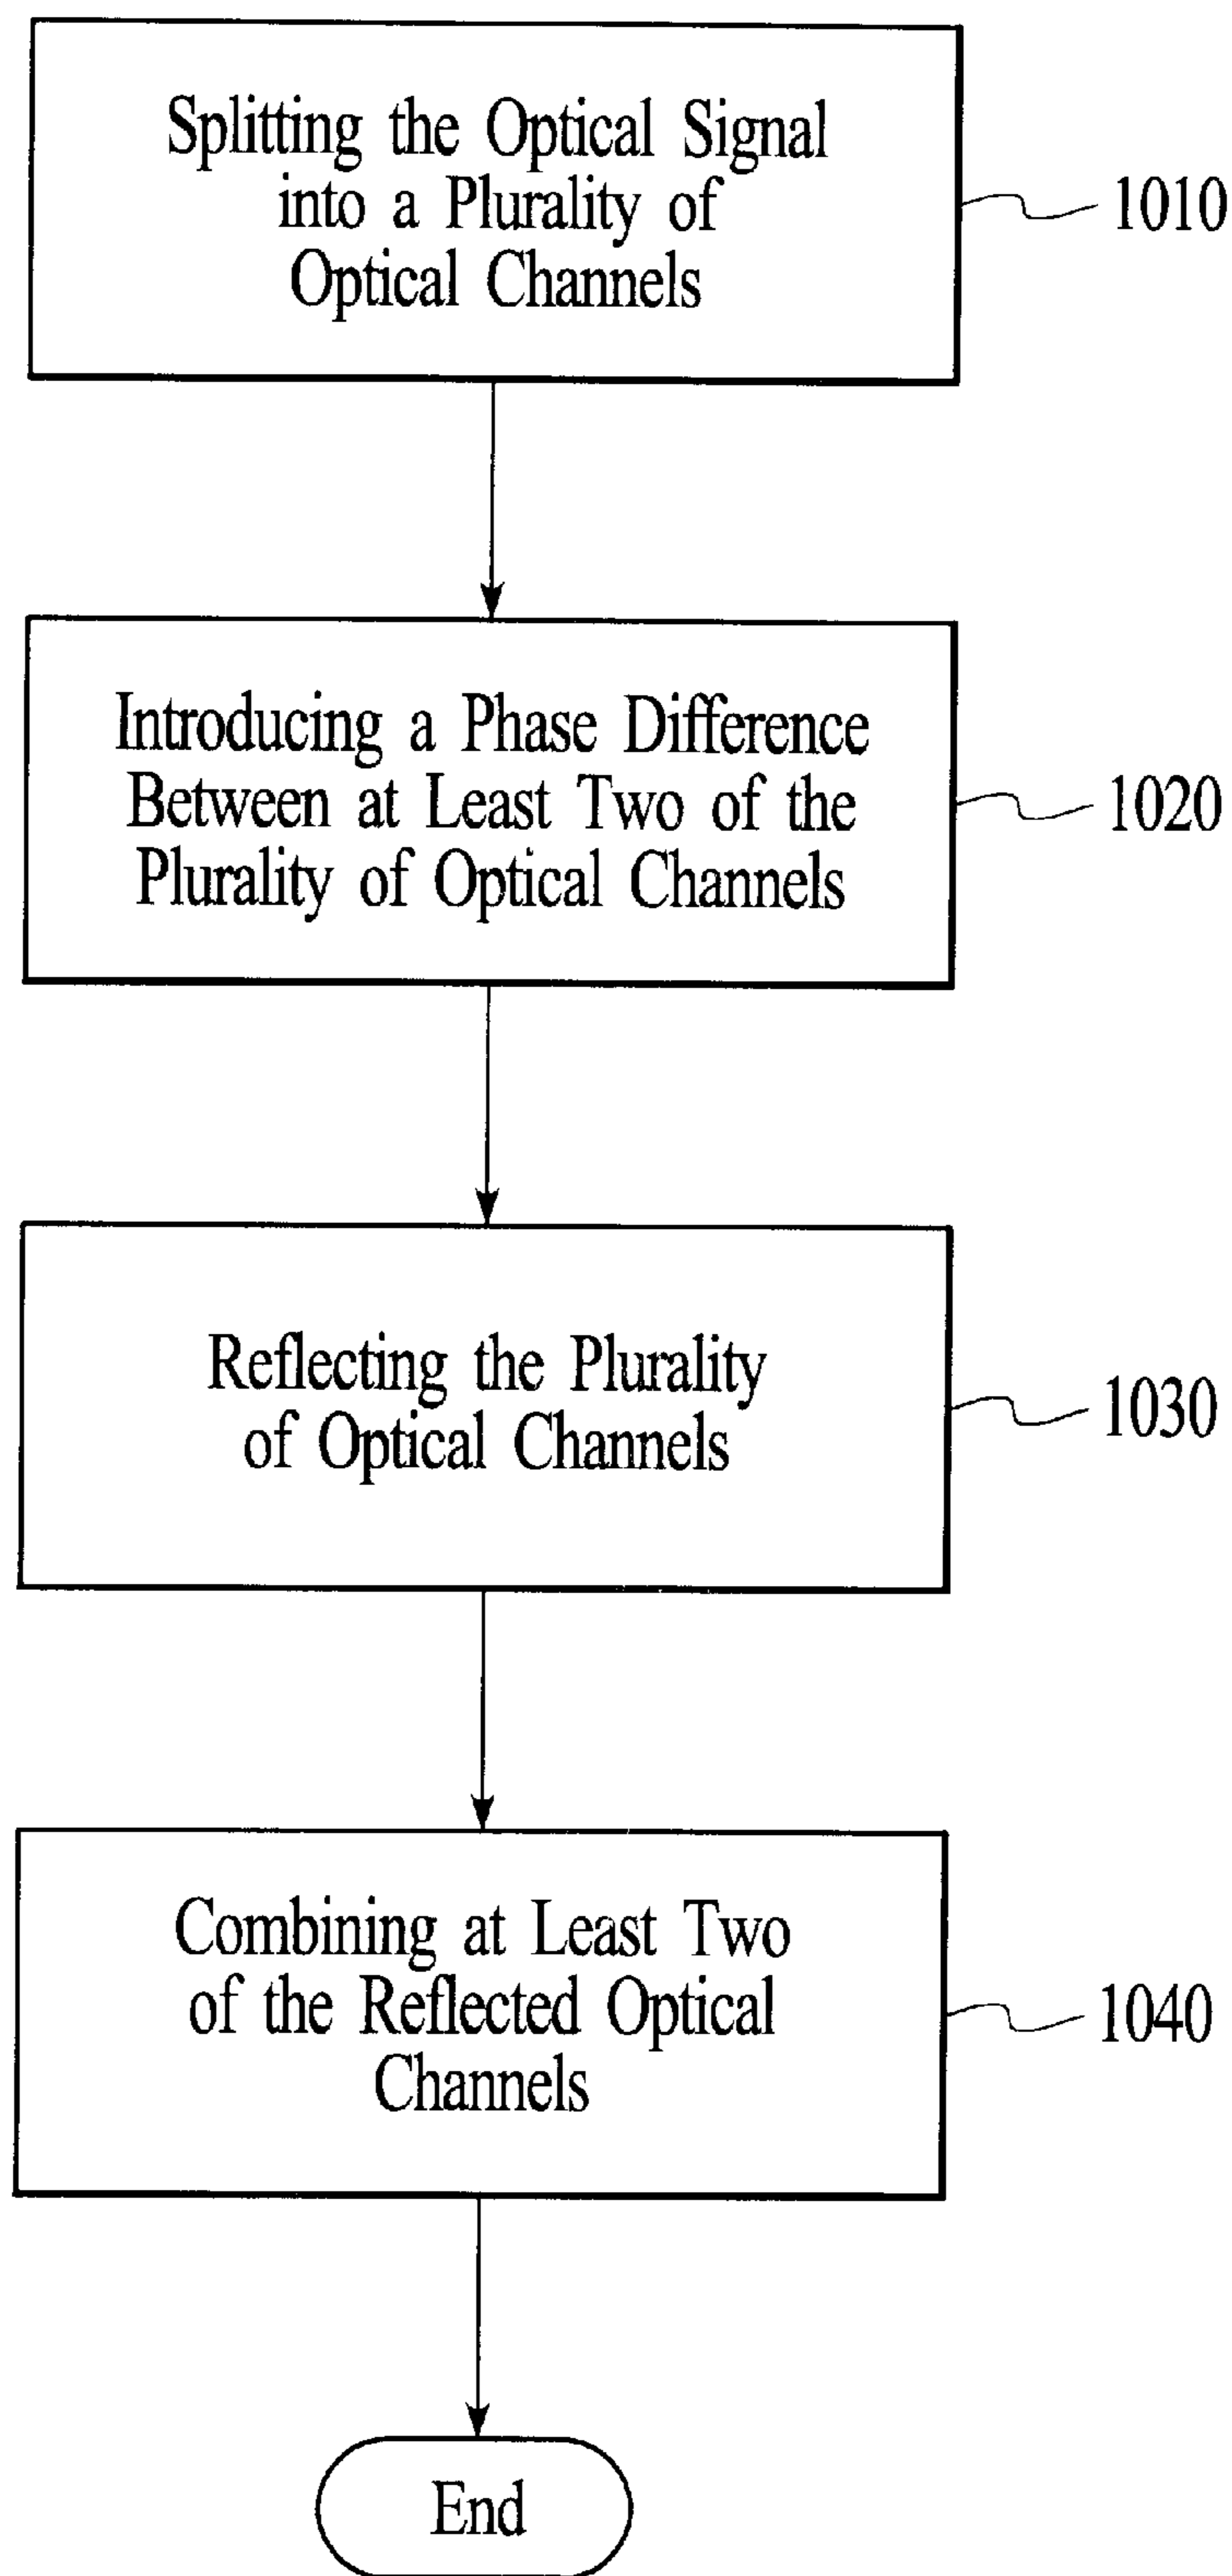 Splitting the Optical Signal
into a Plurality of
Optical Channels
1010
Introducing a Phase Difference
Between at Least Two of the
Plurality of Optical Channels
1020
Reflecting the Plurality
of Optical Channels
1030
Combining at Least Two
of the Reflected Optical
Channels
1040
End